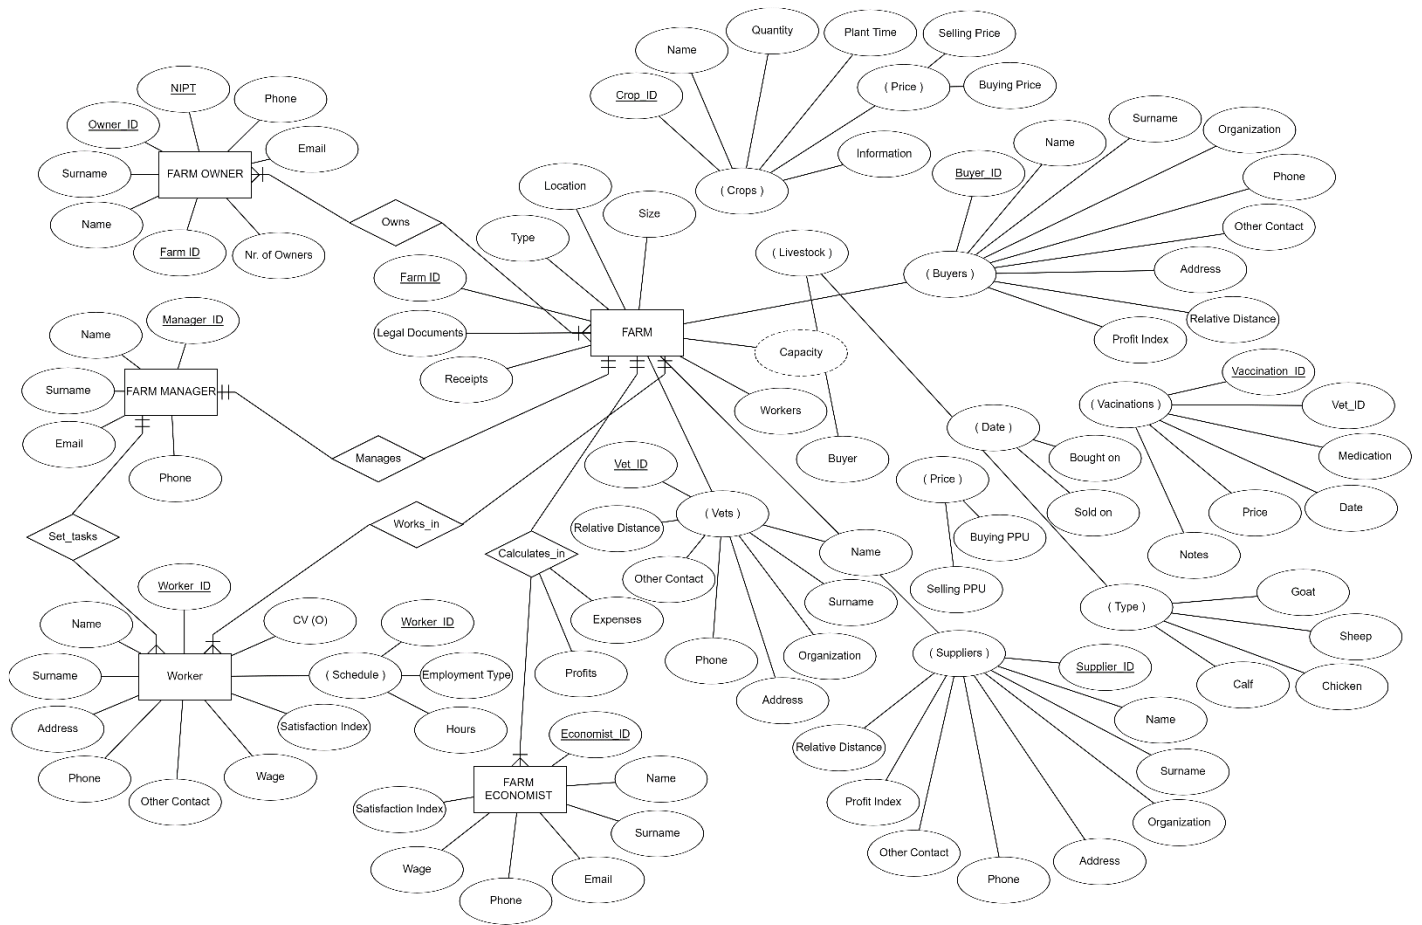 Quantity
Plant Time
Selling Price
Name
( Price )
Buying Price
Crop_ID
Information
( Crops )
NIPT
Phone
Owner_ID
Email
Surname
FARM OWNER
Name
Farm ID
Nr. of Owners
Owns
Location
Size
Type
Farm ID
Legal Documents
FARM
Receipts
Capacity
Workers
( Livestock )
Buyer
Surname
Name
Organization
Buyer_ID
Phone
Other Contact
( Buyers )
Address
Relative Distance
Profit Index
Manager_ID
Name
Surname
FARM MANAGER
Email
Phone
Manages
Set_tasks
Works_in
Calculates_in
Expenses
Profits
Vaccination_ID
( Vacinations )
Vet_ID
Medication
Date
Price
Notes
( Date )
Bought on
Sold on
( Price )
Buying PPU
Selling PPU
( Type )
Goat
Sheep
Chicken
Calf
Vet_ID
( Vets )
Relative Distance
Other Contact
Name
Surname
Phone
Organization
Address
Worker_ID
Name
CV (O)
Worker_ID
Surname
Worker
( Schedule )
Employment Type
Address
Satisfaction Index
Hours
Phone
Other Contact
Wage
Economist_ID
FARM
ECONOMIST
Name
Satisfaction Index
Surname
Wage
Email
Phone
( Suppliers )
Supplier_ID
Name
Relative Distance
Surname
Profit Index
Organization
Other Contact
Address
Phone